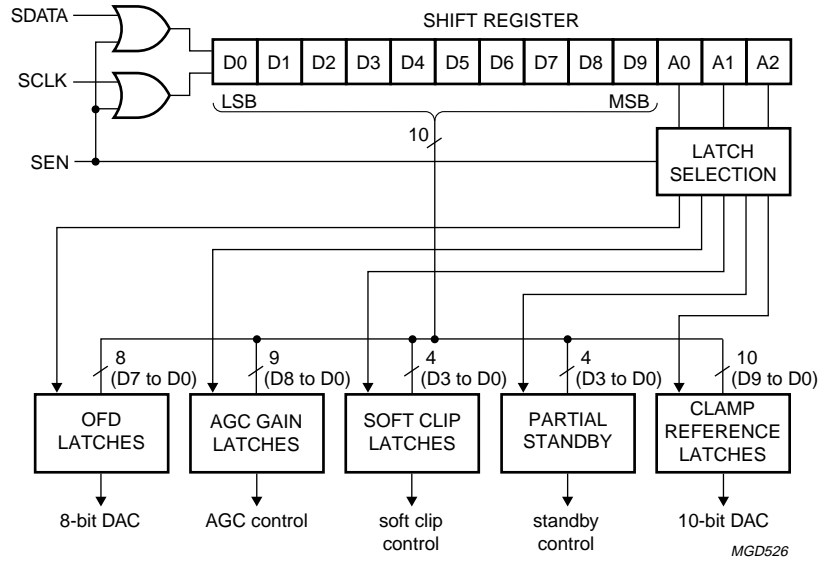 SHIFT REGISTER
SDATA
SCLK
SEN
D0 D1 D2 D3 D4 D5 D6 D7 D8 D9 A0 A1 A2
LSB MSB
10
LATCH
SELECTION
8
(D7 to D0)
9
(D8 to D0)
4
(D3 to D0)
4
(D3 to D0)
10
(D9 to D0)
OFD
LATCHES
AGC GAIN
LATCHES
SOFT CLIP
LATCHES
PARTIAL
STANDBY
CLAMP
REFERENCE
LATCHES
8-bit DAC
AGC control
soft clip
control
standby
control
10-bit DAC
MGD526